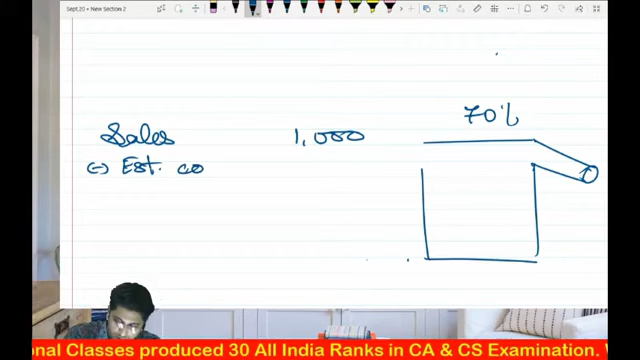 Sept.20 + New Section 2
70%
Sales 1,000
(-) Est. co
onal Classes produced 30 All India Ranks in CA & CS Examination. W